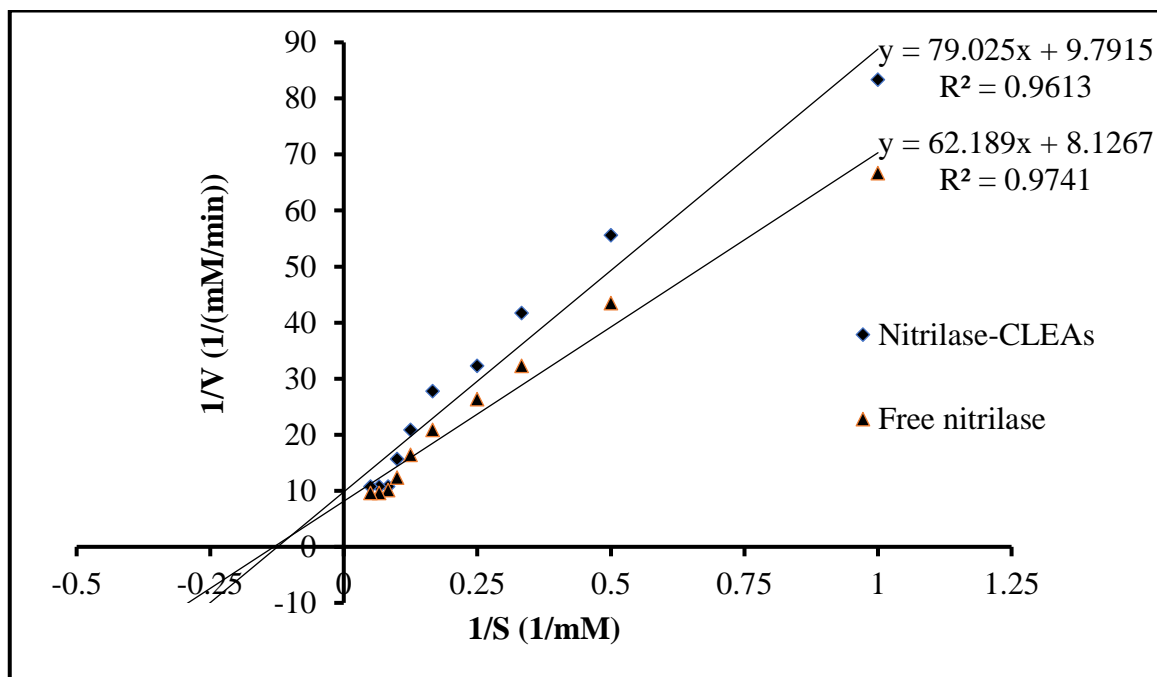 90
80
70
60
50
40
30
20
10
0
-10
-0.5
-0.25
0
0.25
0.5
0.75
1
1.25
1/V (1/(mM/min))
1/S (1/mM)
y = 79.025x + 9.7915
R² = 0.9613
y = 62.189x + 8.1267
R² = 0.9741
Nitrilase-CLEAs
Free nitrilase